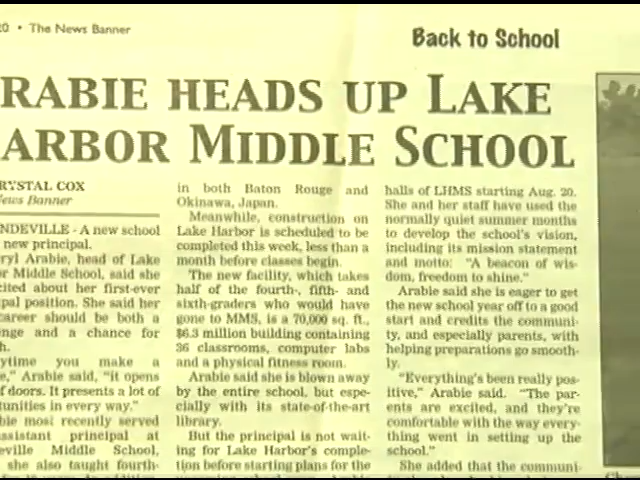 20 • The News Banner
Back to School
RABIE HEADS UP LAKE
ARBOR MIDDLE SCHOOL
RYSTAL COX
ews Banner
NDEVILLE - A new school
new principal.
ryl Arabie, head of Lake
r Middle School, said she
cited about her first-ever
pal position. She said her
career should be both a
nge and a chance for
h.
ytime you make a
e," Arabie said, "it opens
f doors. It presents a lot of
tunities in every way."
bie most recently served
ssistant principal at
eville Middle School,
she also taught fourth-
in both Baton Rouge and
Okinawa, Japan.
Meanwhile, construction on
Lake Harbor is scheduled to be
completed this week, less than a
month before classes begin.
The new facility, which takes
half of the fourth-, fifth- and
sixth-graders who would have
gone to MMS, is a 70,000 sq. ft.,
$6.3 million building containing
36 classrooms, computer labs
and a physical fitness room.
Arabie said she is blown away
by the entire school, but espe-
cially with its state-of-the-art
library.
But the principal is not wait-
ing for Lake Harbor's comple-
tion before starting plans for the
halls of LHMS starting Aug. 20.
She and her staff have used the
normally quiet summer months
to develop the school's vision,
including its mission statement
and motto: "A beacon of wis-
dom, freedom to shine."
Arabie said she is eager to get
the new school year off to a good
start and credits the communi-
ty, and especially parents, with
helping preparations go smooth-
ly.
"Everything's been really pos-
itive," Arabie said. "The par-
ents are excited, and they're
comfortable with the way every-
thing went in setting up the
school."
She added that the communi-